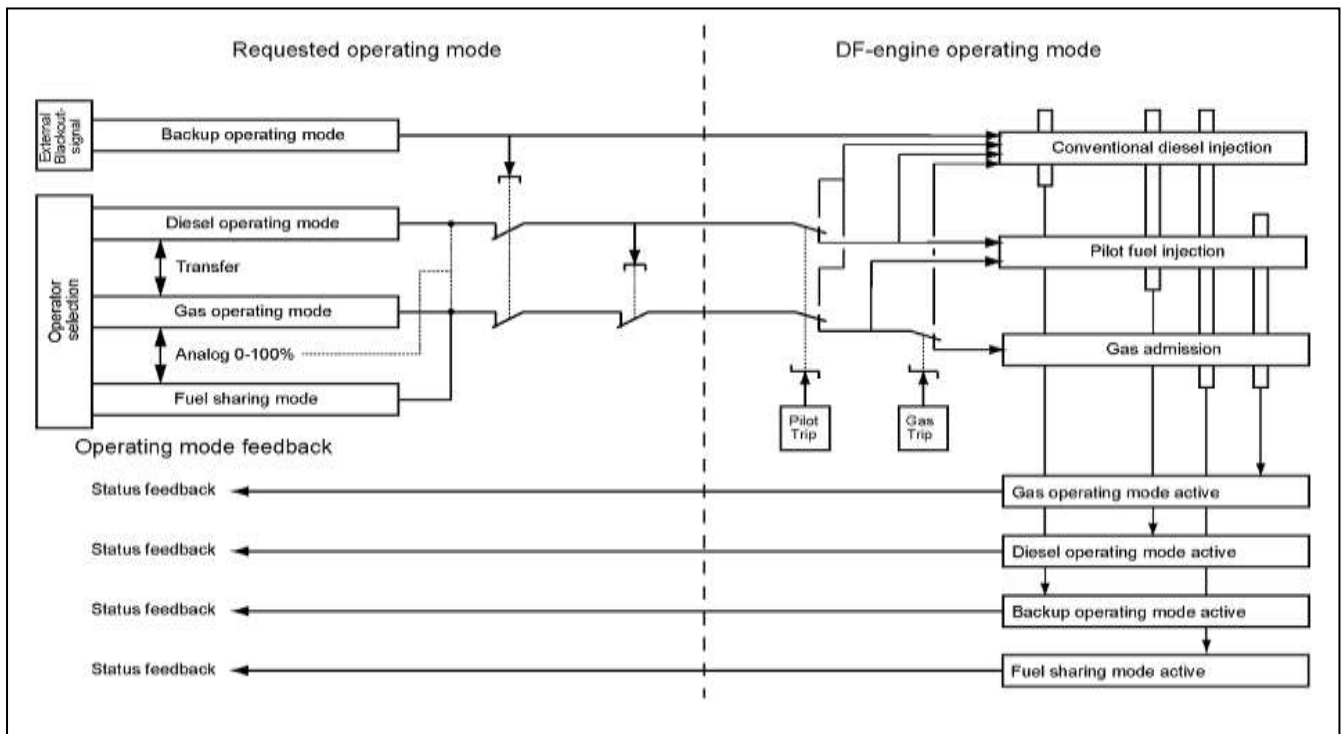 Requested operating mode
DF-engine operating mode
External
Blackout-
signal
Backup operating mode
Conventional diesel injection
Operator
selection
Diesel operating mode
Transfer
Pilot fuel injection
Gas operating mode
Analog 0-100%
Gas admission
Fuel sharing mode
Pilot
Trip
Gas
Trip
Operating mode feedback
Status feedback
Gas operating mode active
Status feedback
Diesel operating mode active
Status feedback
Backup operating mode active
Status feedback
Fuel sharing mode active